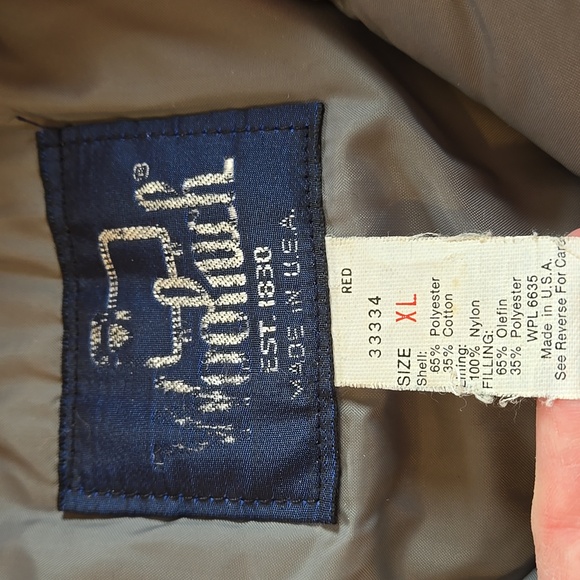 Woolrich®
EST. 1830
MADE IN U.S.A.
RED
33334
SIZE XL
Shell:
65% Polyester
35% Cotton
Lining:
100% Nylon
FILLING:
65% Olefin
35% Polyester
WPL 6635
Made in U.S.A.
See Reverse For Care